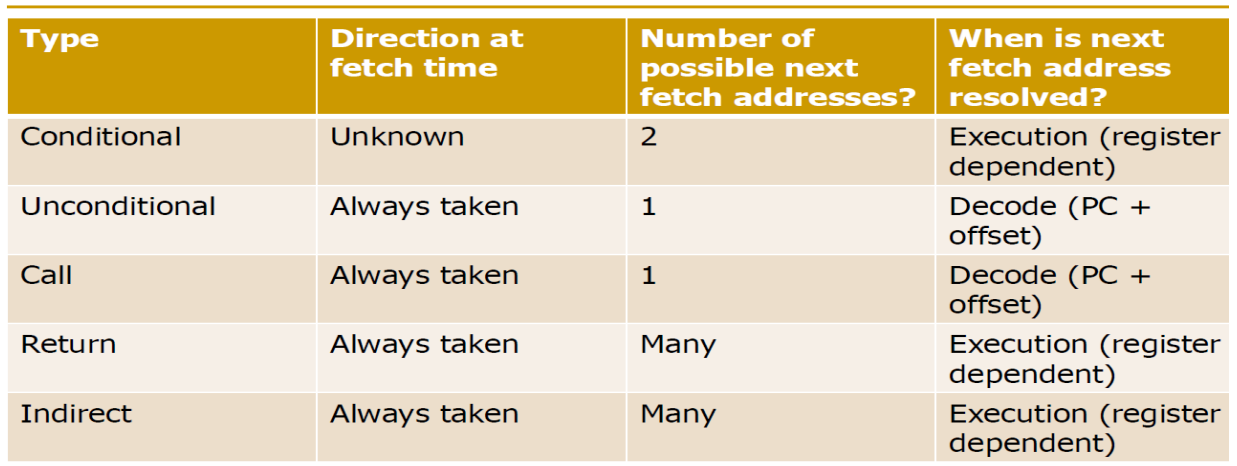 Type Direction at Number of When is next
fetch time possible next fetch address
fetch addresses? resolved?
Conditional Unknown 2 Execution (register
dependent)
Unconditional Always taken 1 Decode (PC +
offset)
Call Always taken 1 Decode (PC +
offset)
Return Always taken Many Execution (register
dependent)
Indirect Always taken Many Execution (register
dependent)